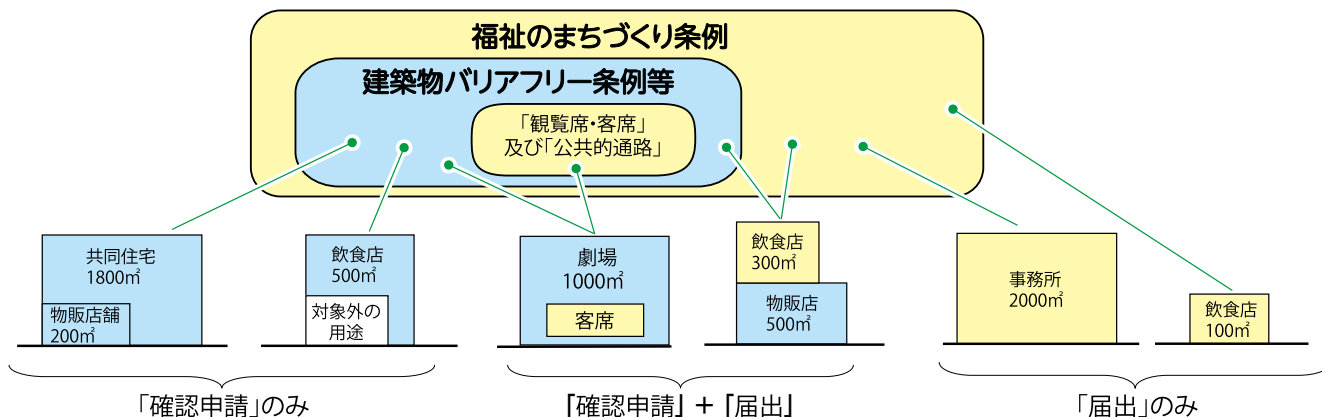 福祉のまちづくり条例
建築物バリアフリー条例等
「観覧席・客席」
及び「公共的通路」
共同住宅
1800㎡
物販店舗
200㎡
飲食店
500㎡
対象外の
用途
劇場
1000㎡
客席
飲食店
300㎡
物販店
500㎡
事務所
2000㎡
飲食店
100㎡
「確認申請」のみ
「確認申請」+「届出」
「届出」のみ